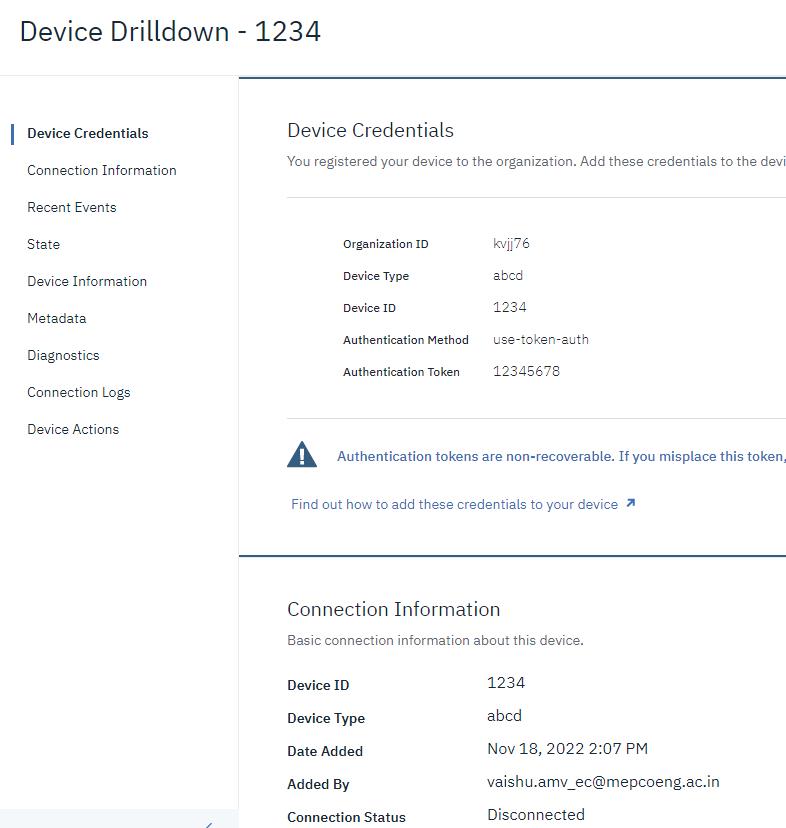 Device Drilldown - 1234
Device Credentials
Connection Information
Recent Events
State
Device Information
Metadata
Diagnostics
Connection Logs
Device Actions
Device Credentials
You registered your device to the organization. Add these credentials to the devi
Organization ID kvjj76
Device Type abcd
Device ID 1234
Authentication Method use-token-auth
Authentication Token 12345678
Authentication tokens are non-recoverable. If you misplace this token,
Find out how to add these credentials to your device
Connection Information
Basic connection information about this device.
Device ID 1234
Device Type abcd
Date Added Nov 18, 2022 2:07 PM
Added By vaishu.amv_ec@mepcoeng.ac.in
Connection Status Disconnected